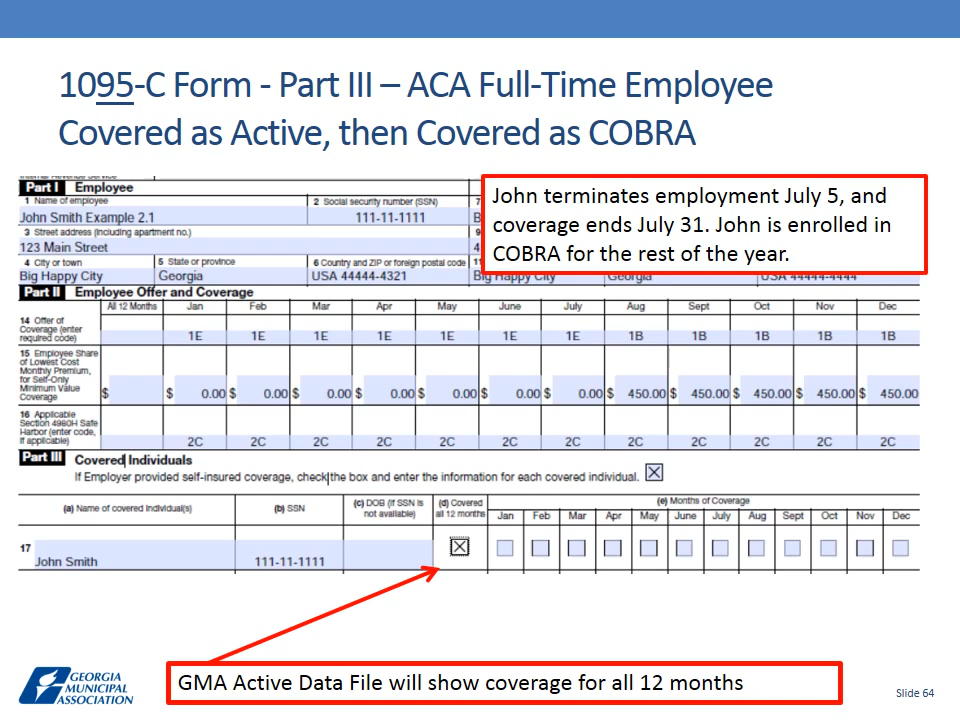 1095-C Form - Part III – ACA Full-Time Employee
Covered as Active, then Covered as COBRA
John terminates employment July 5, and
coverage ends July 31. John is enrolled in
COBRA for the rest of the year.
Part I Employee
1 Name of employee 2 Social security number (SSN) 7
John Smith Example 2.1 111-11-1111 B
3 Street address (including apartment no.) 9
123 Main Street 4
4 City or town 5 State or province 6 Country and ZIP or foreign postal code 11
Big Happy City Georgia USA 44444-4321 Big Happy City Georgia USA 44444-4444
Part II Employee Offer and Coverage
All 12 Months Jan Feb Mar Apr May June July Aug Sept Oct Nov Dec
14 Offer of
Coverage (enter
required code) 1E 1E 1E 1E 1E 1E 1E 1B 1B 1B 1B 1B
15 Employee Share
of Lowest Cost
Monthly Premium,
for Self-Only
Minimum Value
Coverage $ $ 0.00 $ 0.00 $ 0.00 $ 0.00 $ 0.00 $ 0.00 $ 0.00 $ 450.00 $ 450.00 $ 450.00 $ 450.00 $ 450.00
16 Applicable
Section 4980H Safe
Harbor (enter code,
if applicable) 2C 2C 2C 2C 2C 2C 2C 2C 2C 2C 2C 2C
Part III Covered Individuals
If Employer provided self-insured coverage, check the box and enter the information for each covered individual.
(a) Name of covered individual(s) (b) SSN (c) DOB (if SSN is not available) (d) Covered all 12 months (e) Months of Coverage
Jan Feb Mar Apr May June July Aug Sept Oct Nov Dec
17
John Smith 111-11-1111
GMA Active Data File will show coverage for all 12 months
GEORGIA
MUNICIPAL
ASSOCIATION
Slide 64